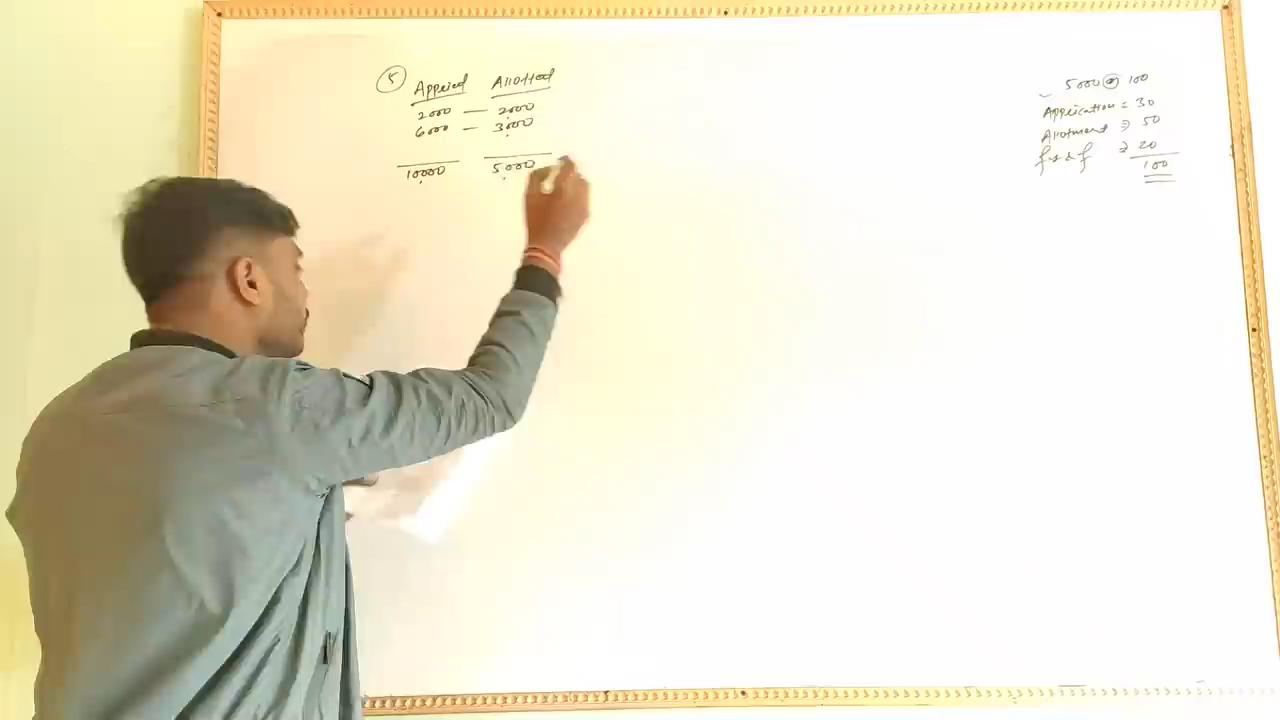 5 Applied Allotted
2000 — 2000
6000 — 3000
10000 5000
5000 @ 100
Application = 30
Allotment = 50
f & f = 20
100